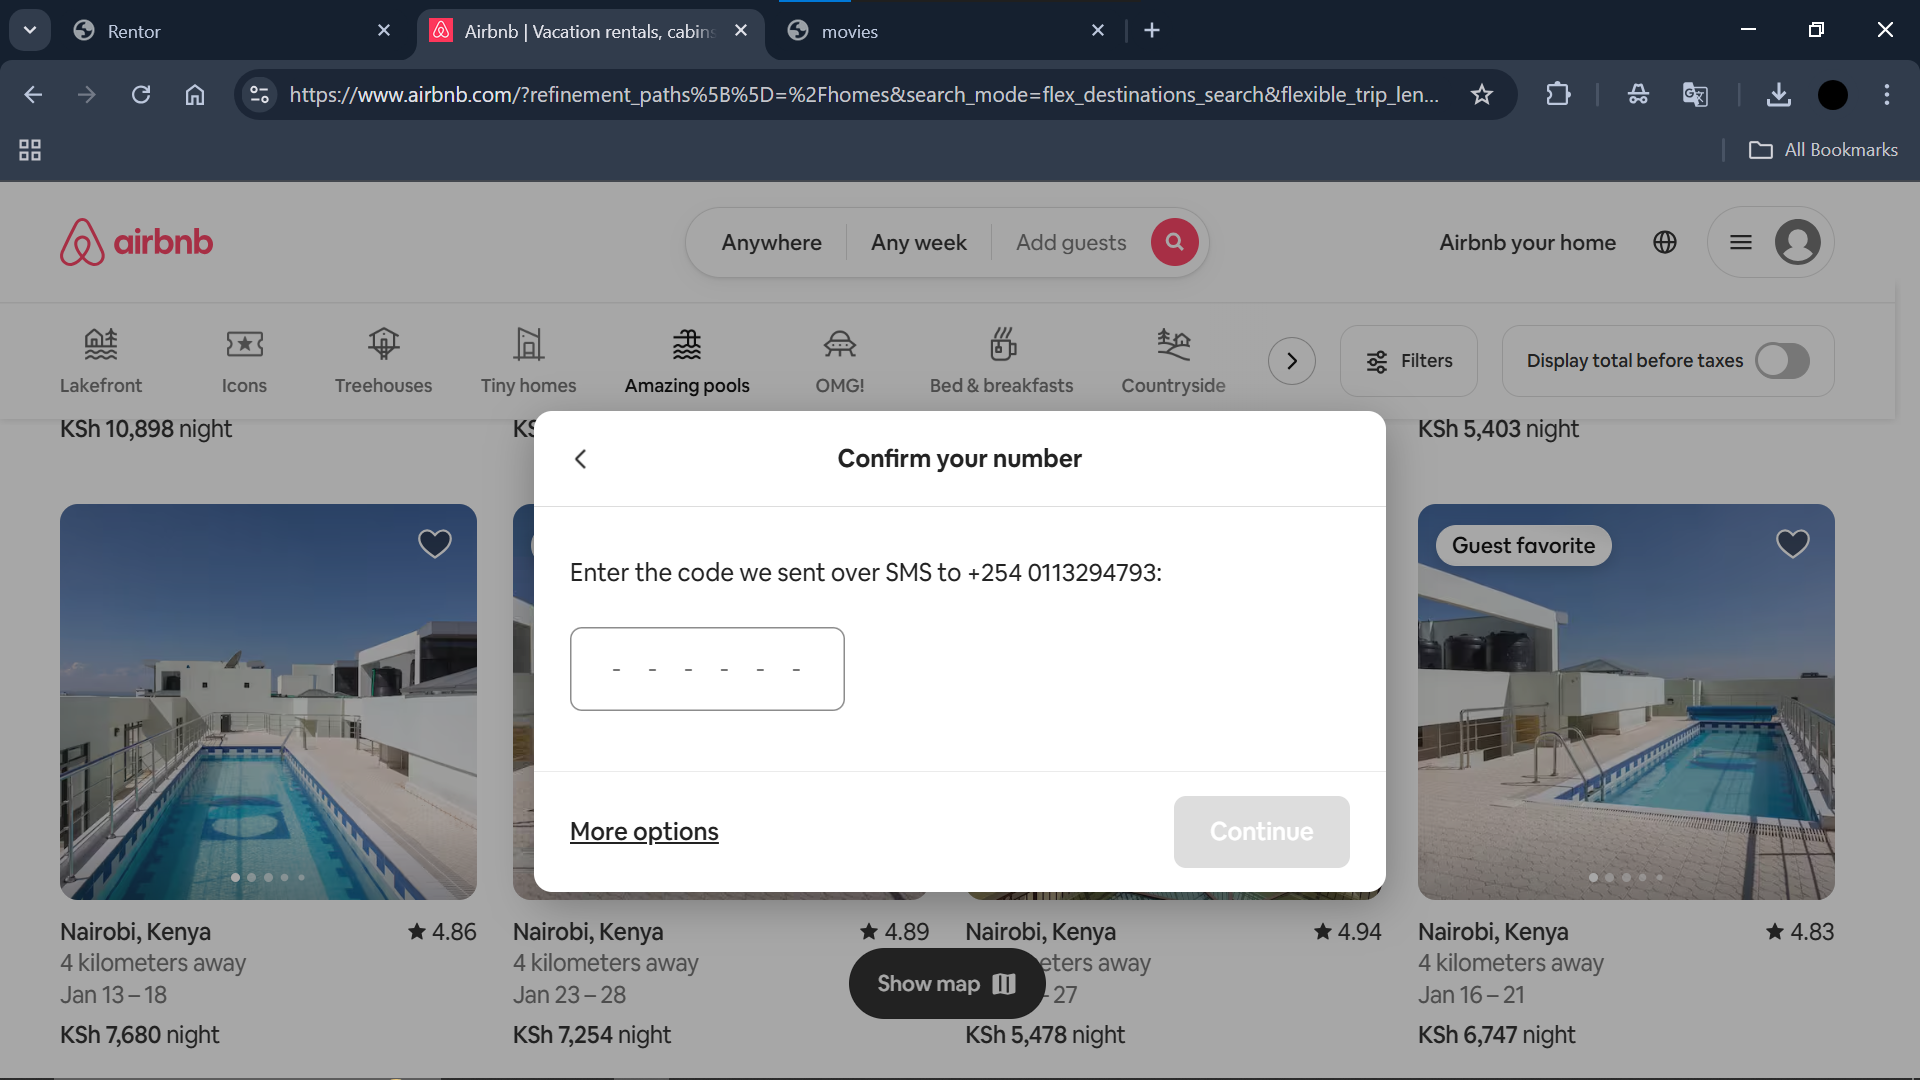 Rentor
Airbnb | Vacation rentals, cabins
movies
https://www.airbnb.com/?refinement_paths%5B%5D=%2Fhomes&search_mode=flex_destinations_search&flexible_trip_len...
All Bookmarks
airbnb
Anywhere
Any week
Add guests
Airbnb your home
Lakefront
Icons
Treehouses
Tiny homes
Amazing pools
OMG!
Bed & breakfasts
Countryside
Filters
Display total before taxes
KSh 10,898 night
KSh 5,403 night
Confirm your number
Enter the code we sent over SMS to +254 0113294793:
- - - - - -
More options
Continue
Guest favorite
Nairobi, Kenya
4.86
4 kilometers away
Jan 13 – 18
KSh 7,680 night
Nairobi, Kenya
4.89
4 kilometers away
Jan 23 – 28
KSh 7,254 night
Nairobi, Kenya
4.94
eters away
– 27
KSh 5,478 night
Show map
Nairobi, Kenya
4.83
4 kilometers away
Jan 16 – 21
KSh 6,747 night